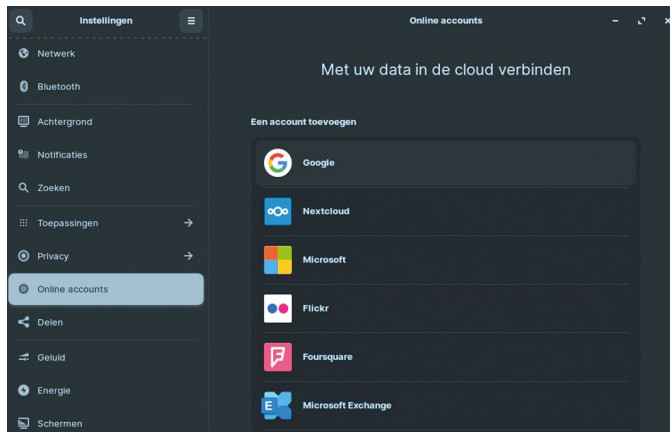 Instellingen
Online accounts
Netwerk
Bluetooth
Achtergrond
Notificaties
Zoeken
Toepassingen
Privacy
Online accounts
Delen
Geluid
Energie
Schermen
Met uw data in de cloud verbinden
Een account toevoegen
Google
Nextcloud
Microsoft
Flickr
Foursquare
Microsoft Exchange